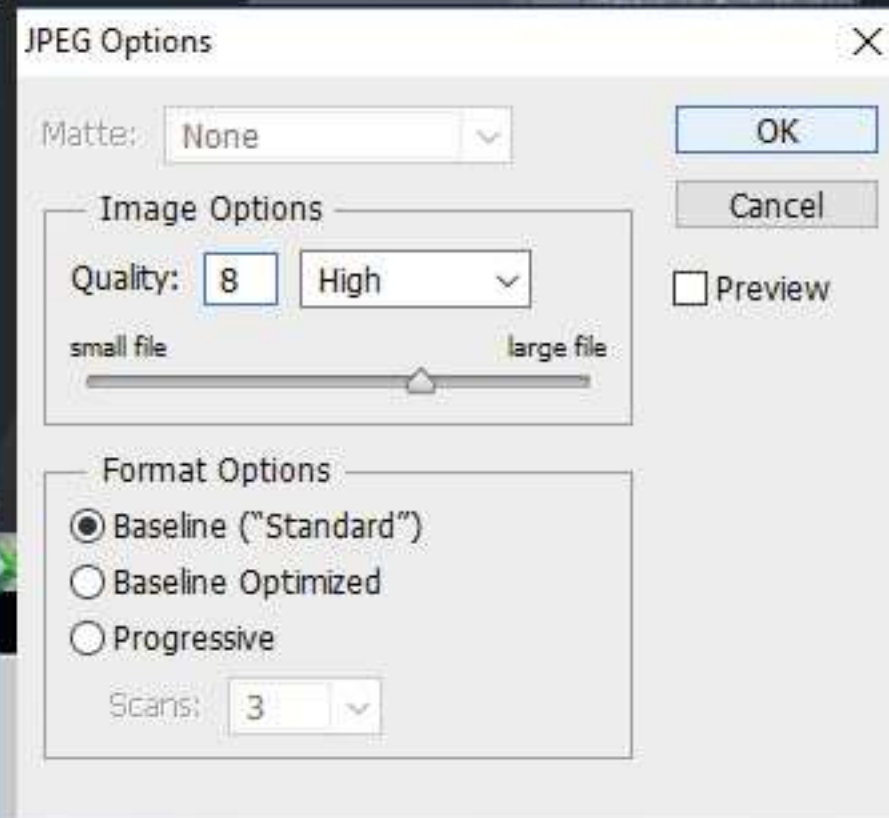 JPEG Options
Matte: None
OK
Cancel
Preview
Image Options
Quality: 8 High
small file large file
Format Options
Baseline (“Standard”)
Baseline Optimized
Progressive
Scans: 3